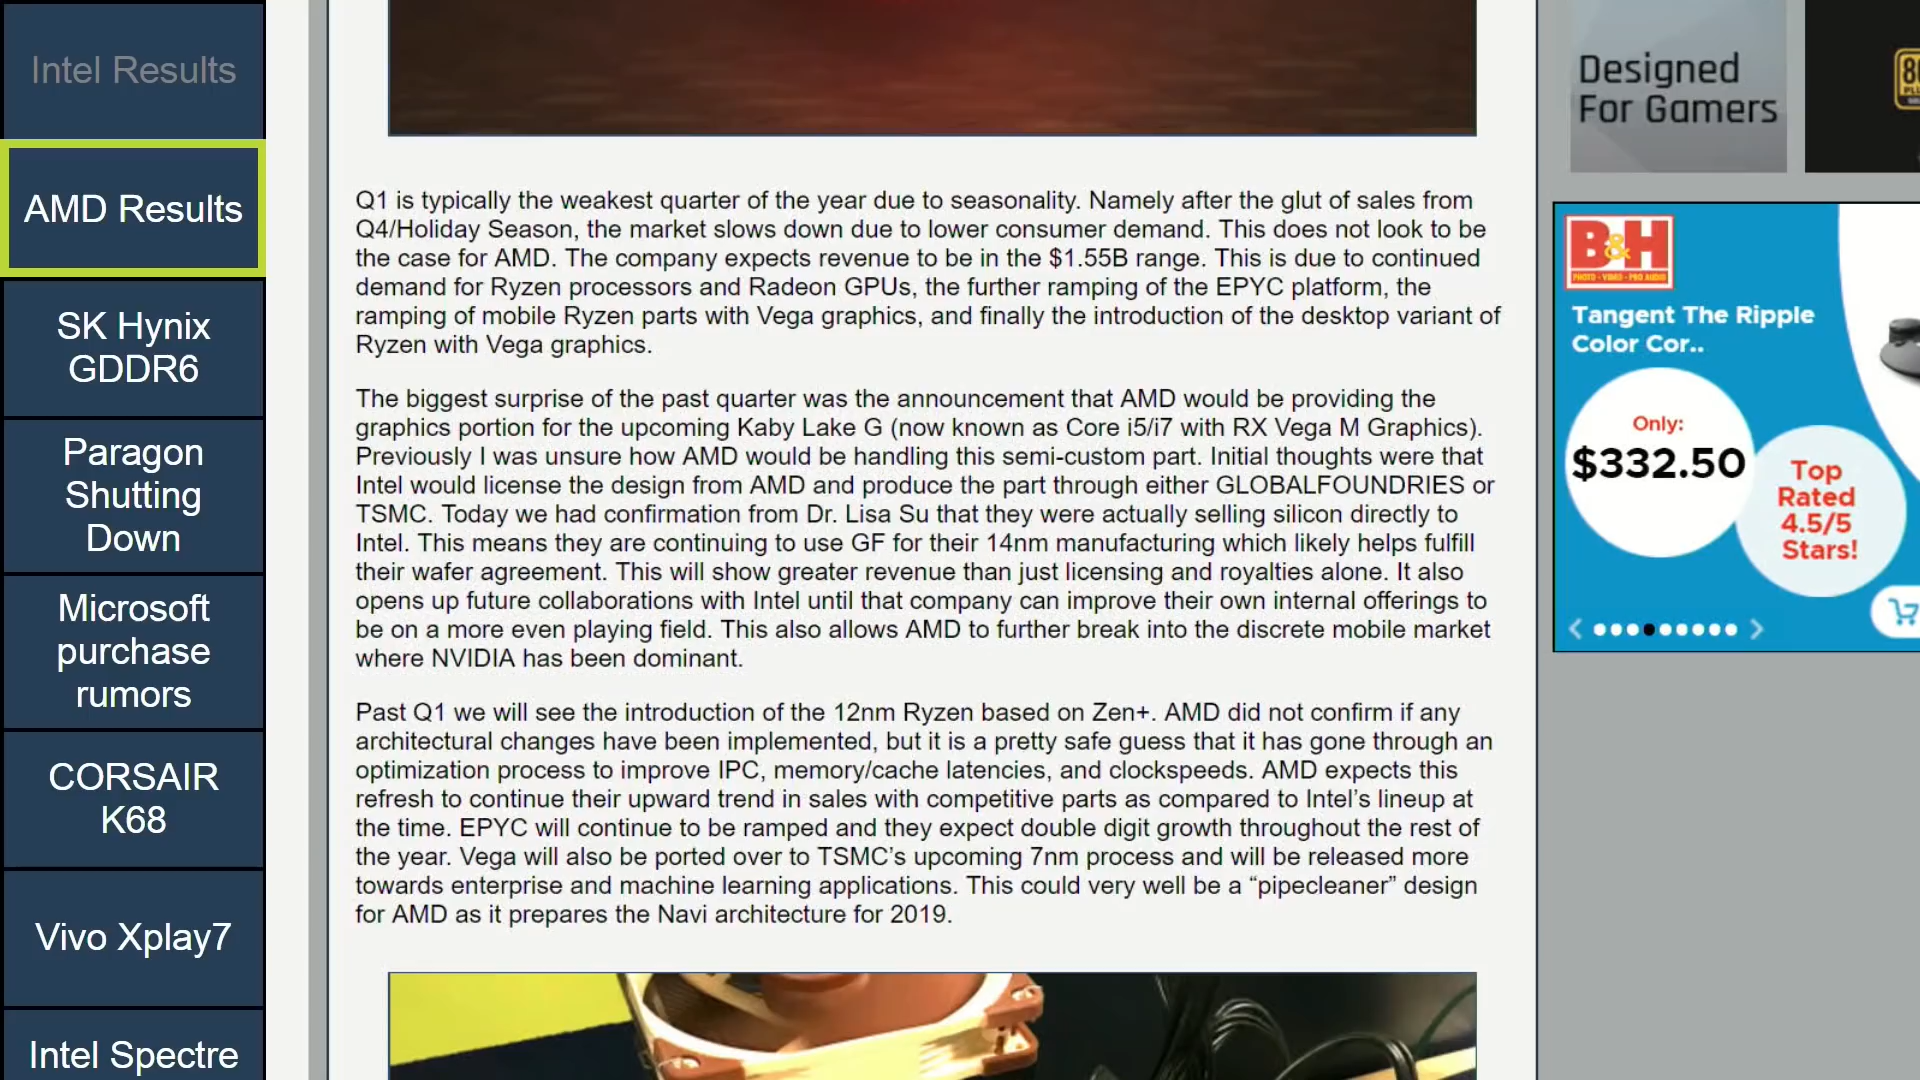 Intel Results
AMD Results
SK Hynix
GDDR6
Paragon
Shutting
Down
Microsoft
purchase
rumors
CORSAIR
K68
Vivo Xplay7
Intel Spectre
Q1 is typically the weakest quarter of the year due to seasonality. Namely after the glut of sales from
Q4/Holiday Season, the market slows down due to lower consumer demand. This does not look to be
the case for AMD. The company expects revenue to be in the $1.55B range. This is due to continued
demand for Ryzen processors and Radeon GPUs, the further ramping of the EPYC platform, the
ramping of mobile Ryzen parts with Vega graphics, and finally the introduction of the desktop variant of
Ryzen with Vega graphics.
The biggest surprise of the past quarter was the announcement that AMD would be providing the
graphics portion for the upcoming Kaby Lake G (now known as Core i5/i7 with RX Vega M Graphics).
Previously I was unsure how AMD would be handling this semi-custom part. Initial thoughts were that
Intel would license the design from AMD and produce the part through either GLOBALFOUNDRIES or
TSMC. Today we had confirmation from Dr. Lisa Su that they were actually selling silicon directly to
Intel. This means they are continuing to use GF for their 14nm manufacturing which likely helps fulfill
their wafer agreement. This will show greater revenue than just licensing and royalties alone. It also
opens up future collaborations with Intel until that company can improve their own internal offerings to
be on a more even playing field. This also allows AMD to further break into the discrete mobile market
where NVIDIA has been dominant.
Past Q1 we will see the introduction of the 12nm Ryzen based on Zen+. AMD did not confirm if any
architectural changes have been implemented, but it is a pretty safe guess that it has gone through an
optimization process to improve IPC, memory/cache latencies, and clockspeeds. AMD expects this
refresh to continue their upward trend in sales with competitive parts as compared to Intel’s lineup at
the time. EPYC will continue to be ramped and they expect double digit growth throughout the rest of
the year. Vega will also be ported over to TSMC’s upcoming 7nm process and will be released more
towards enterprise and machine learning applications. This could very well be a “pipecleaner” design
for AMD as it prepares the Navi architecture for 2019.
Designed
For Gamers
B&H
PHOTO - VIDEO - PRO AUDIO
Tangent The Ripple
Color Cor..
Only:
$332.50
Top
Rated
4.5/5
Stars!